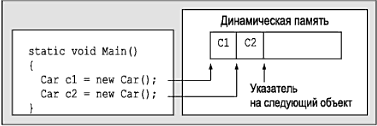 static void Main()
{
Car c1 = new Car();
Car c2 = new Car();
}
Динамическая память
C1 C2
Указатель
на следующий объект